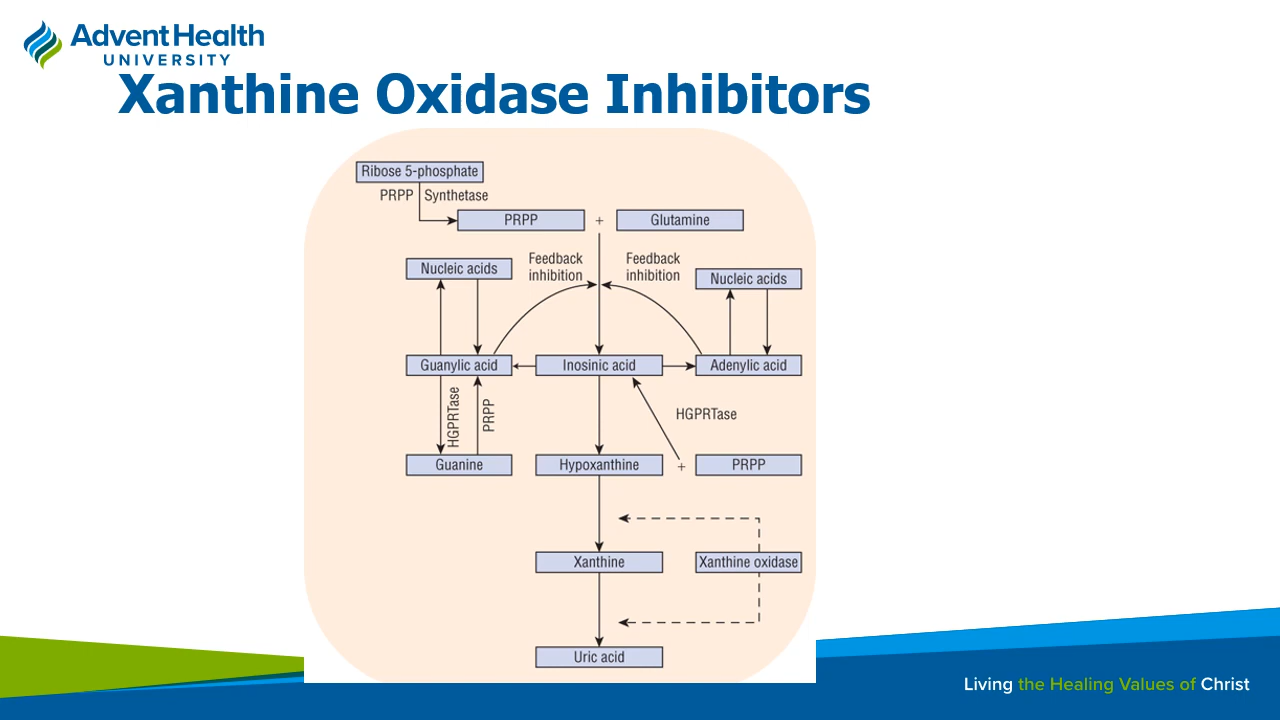 AdventHealth
UNIVERSITY
Xanthine Oxidase Inhibitors
Ribose 5-phosphate
PRPP Synthetase
PRPP + Glutamine
Feedback
inhibition
Feedback
inhibition
Nucleic acids
Nucleic acids
Guanylic acid
Inosinic acid
Adenylic acid
HGPRTase
PRPP
HGPRTase
Guanine
Hypoxanthine + PRPP
Xanthine
Xanthine oxidase
Uric acid
Living the Healing Values of Christ